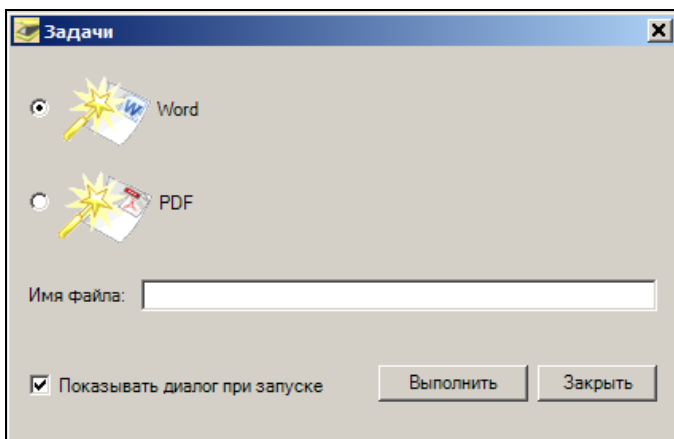 Задачи
Word
PDF
Имя файла:
Показывать диалог при запуске
Выполнить
Закрыть